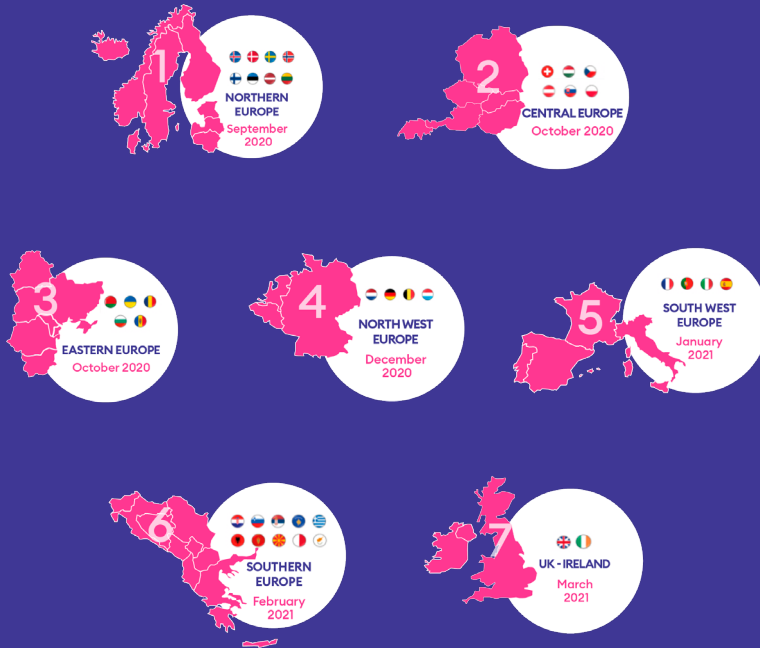 1
NORTHERN
EUROPE
September
2020
2
CENTRAL EUROPE
October 2020
3
EASTERN EUROPE
October 2020
4
NORTH WEST
EUROPE
December
2020
5
SOUTH WEST
EUROPE
January
2021
6
SOUTHERN
EUROPE
February
2021
7
UK - IRELAND
March
2021